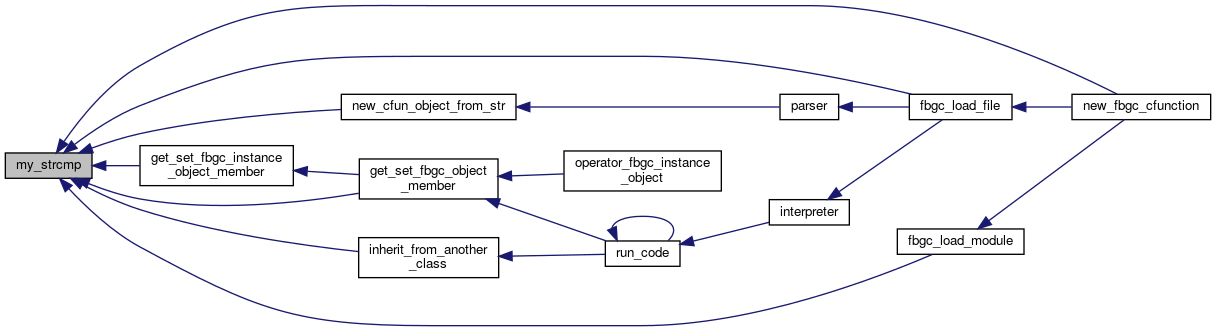 my_strcmp
new_cfun_object_from_str
parser
fbgc_load_file
new_fbgc_cfunction
get_set_fbgc_instance
_object_member
get_set_fbgc_object
_member
operator_fbgc_instance
_object
interpreter
inherit_from_another
_class
run_code
fbgc_load_module